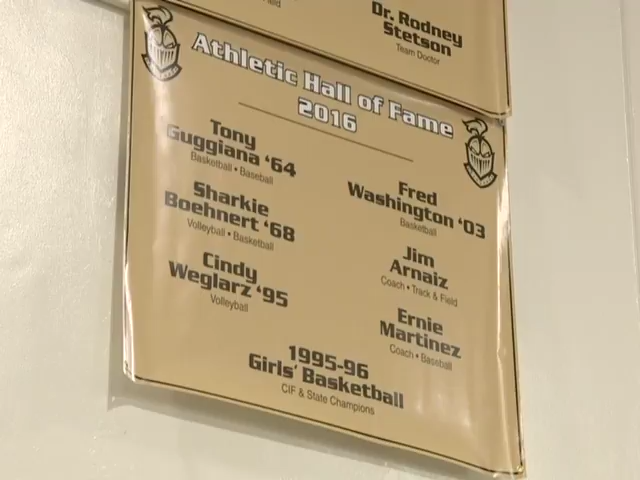 Dr. Rodney
Stetson
Team Doctor
Athletic Hall of Fame
2016
Tony
Guggiana '64
Basketball • Baseball
Sharkie
Boehnert '68
Volleyball • Basketball
Cindy
Weglarz '95
Volleyball
Fred
Washington '03
Basketball
Jim
Arnaiz
Coach • Track & Field
Ernie
Martinez
Coach • Baseball
1995-96
Girls' Basketball
CIF & State Champions